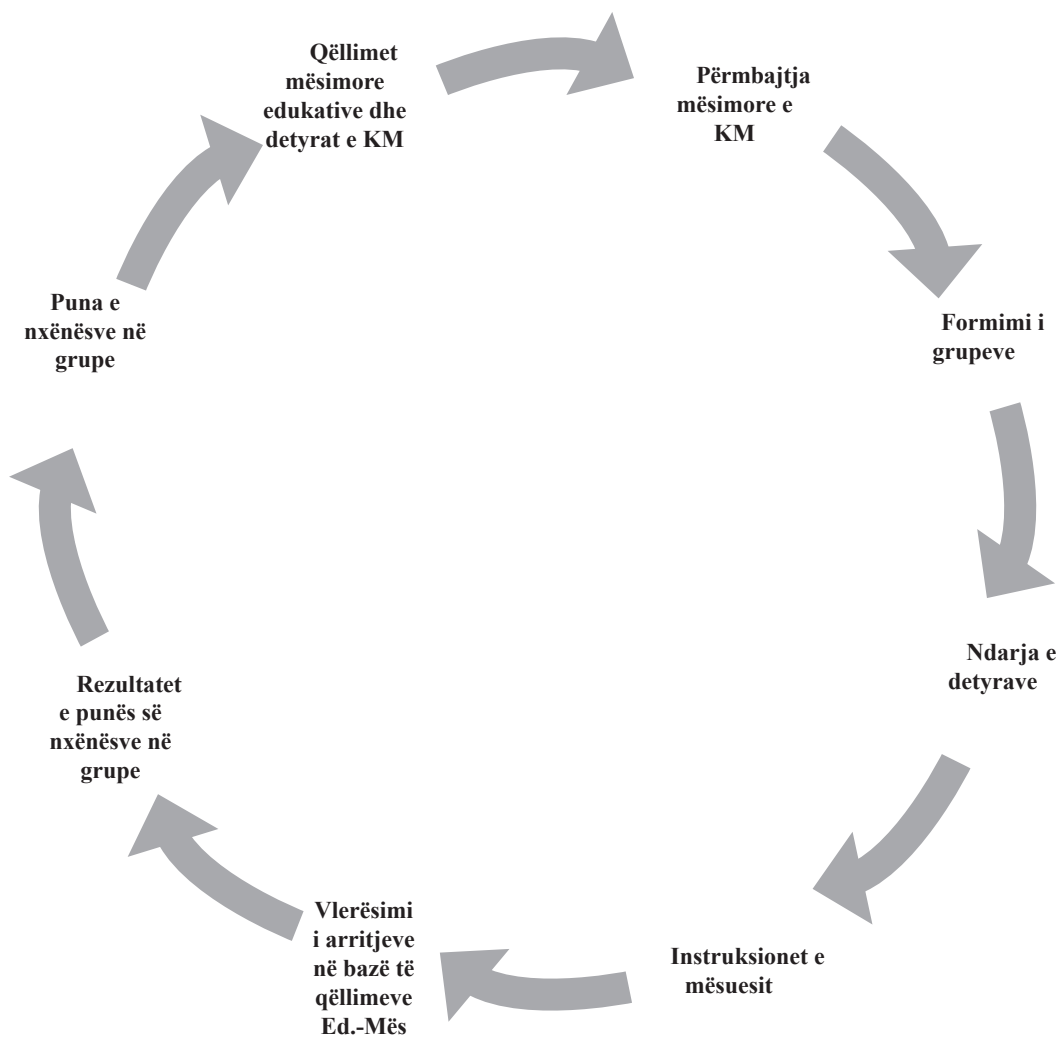 Qëllimet
mësimore
edukative dhe
detyrat e KM
Përmbajtja
mësimore e
KM
Formimi i
grupeve
Ndarja e
detyrave
Instruksionet e
mësuesit
Vlerësimi
i arritjeve
në bazë të
qëllimeve
Ed.-Mës
Rezultatet
e punës së
nxënësve në
grupe
Puna e
nxënësve në
grupe